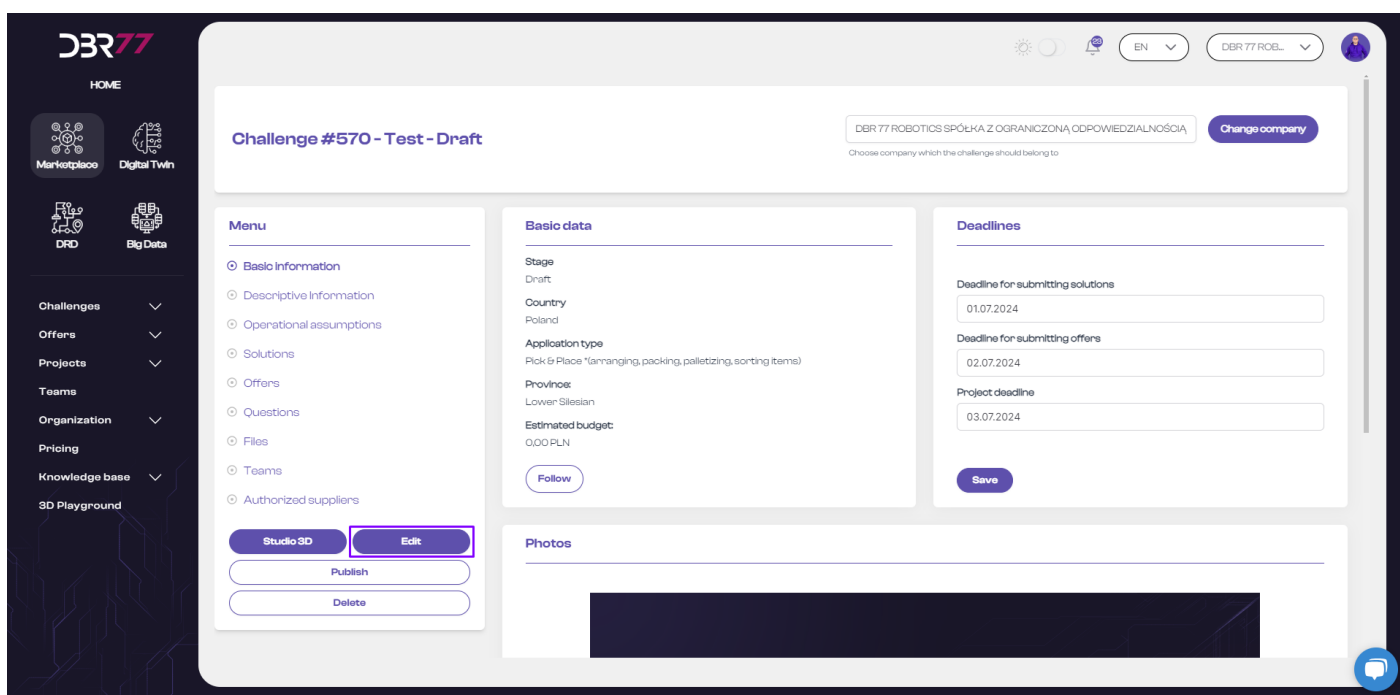 DBR77
HOME
Marketplace
Digital Twin
DRD
Big Data
Challenges
Offers
Projects
Teams
Organization
Pricing
Knowledge base
3D Playground
29
EN
DBR 77 ROB...
Challenge #570 - Test - Draft
DBR 77 ROBOTICS SPÓŁKA Z OGRANICZONĄ ODPOWIEDZIALNOŚCIĄ
Change company
Choose company which the challenge should belong to
Menu
Basic information
Descriptive information
Operational assumptions
Solutions
Offers
Questions
Files
Teams
Authorized suppliers
Studio 3D
Edit
Publish
Delete
Basic data
Stage
Draft
Country
Poland
Application type
Pick & Place *(arranging, packing, palletizing, sorting items)
Province:
Lower Silesian
Estimated budget:
0,00 PLN
Follow
Deadlines
Deadline for submitting solutions
01.07.2024
Deadline for submitting offers
02.07.2024
Project deadline
03.07.2024
Save
Photos